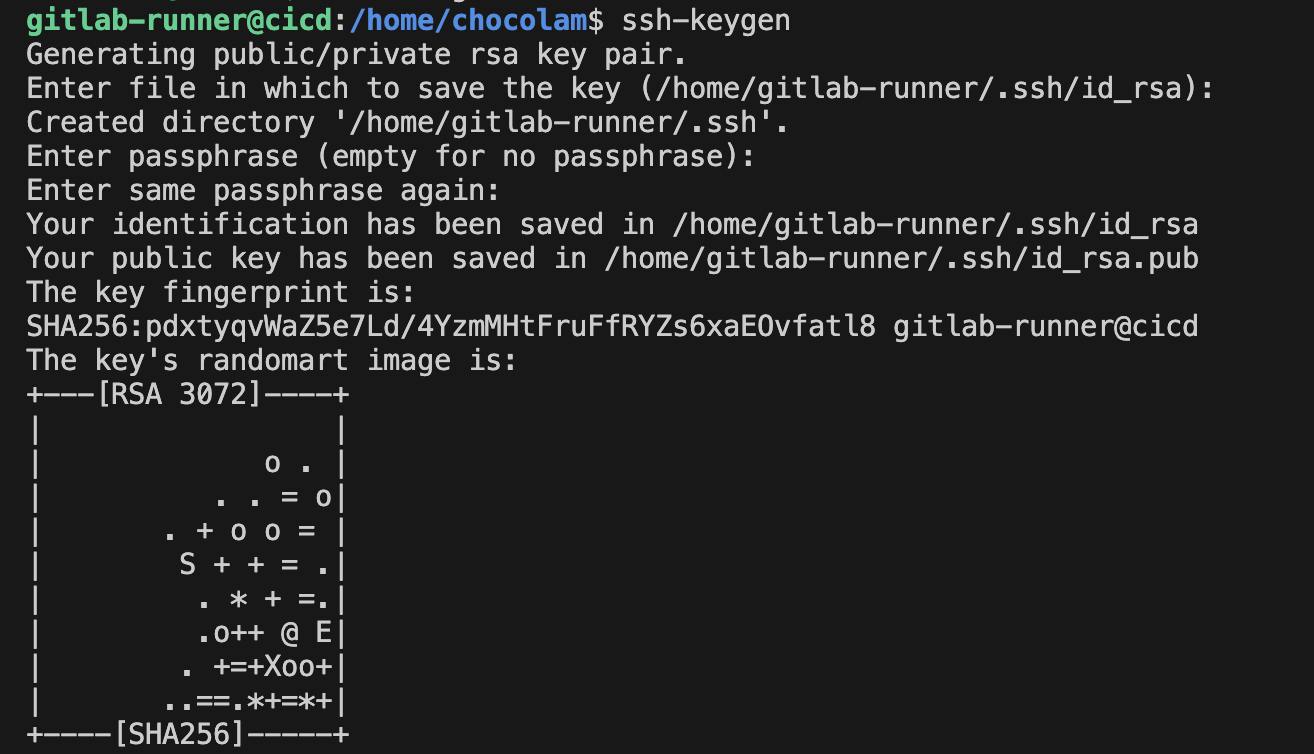 gitlab-runner@cicd:/home/chocolam$ ssh-keygen
Generating public/private rsa key pair.
Enter file in which to save the key (/home/gitlab-runner/.ssh/id_rsa):
Created directory '/home/gitlab-runner/.ssh'.
Enter passphrase (empty for no passphrase):
Enter same passphrase again:
Your identification has been saved in /home/gitlab-runner/.ssh/id_rsa
Your public key has been saved in /home/gitlab-runner/.ssh/id_rsa.pub
The key fingerprint is:
SHA256:pdxtyqvWaZ5e7Ld/4YzmMHtFruFfRYZs6xaEOvfatl8 gitlab-runner@cicd
The key's randomart image is:
+---[RSA 3072]----+
|                 |
|             o . |
|          . . = o|
|       . + o o = |
|        S + + = .|
|         . * + =.|
|         .o++ @ E|
|        . +=+Xoo+|
|       ..==.*+=*+|
+----[SHA256]-----+